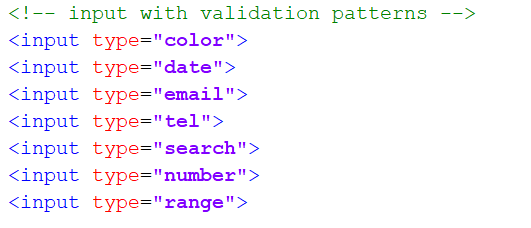 <!-- input with validation patterns -->
<input type="color">
<input type="date">
<input type="email">
<input type="tel">
<input type="search">
<input type="number">
<input type="range">